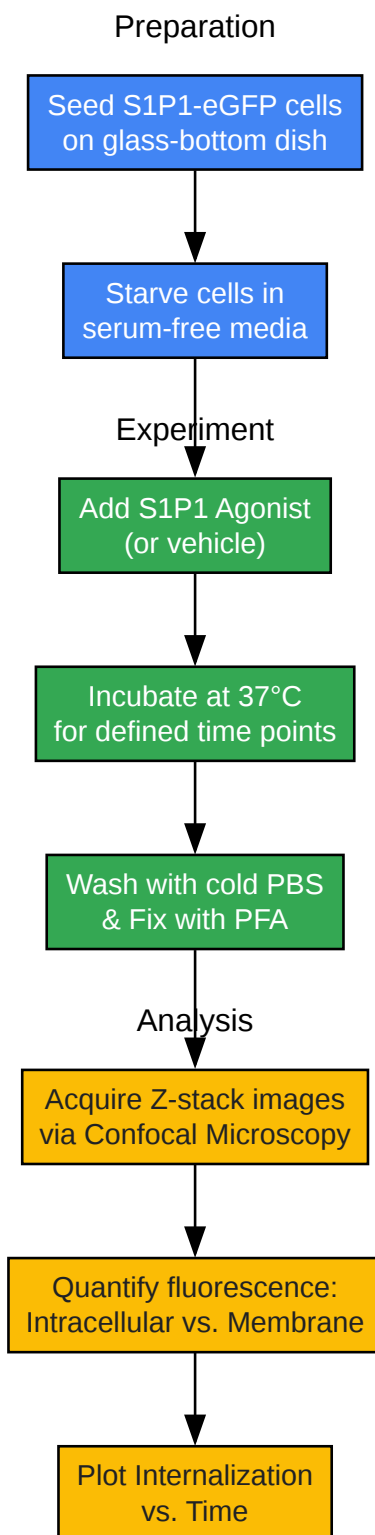 Preparation
Seed S1P1-eGFP cells
on glass-bottom dish
Starve cells in
serum-free media
Experiment
Add S1P1 Agonist
(or vehicle)
Incubate at 37°C
for defined time points
Wash with cold PBS
& Fix with PFA
Analysis
Acquire Z-stack images
via Confocal Microscopy
Quantify fluorescence:
Intracellular vs. Membrane
Plot Internalization
vs. Time